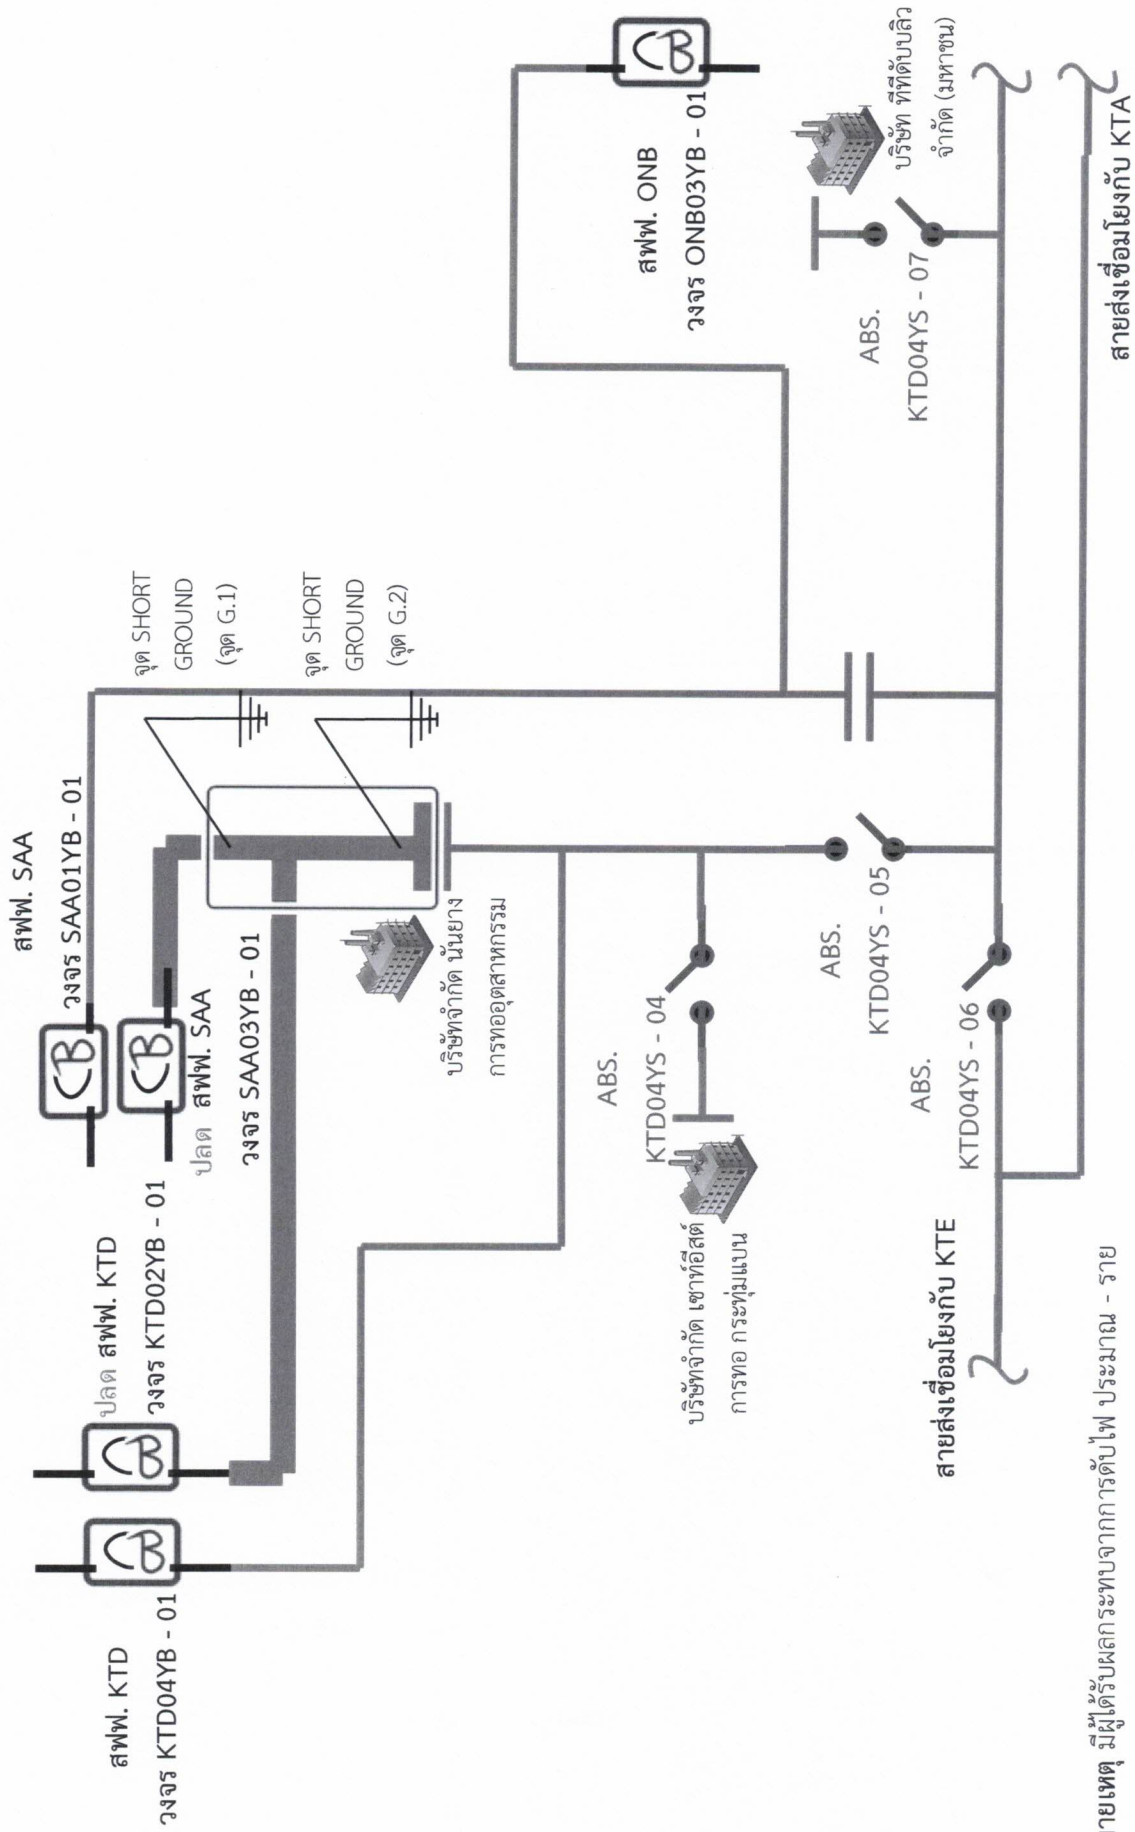 สฟฟ. KTD
วงจร KTD04YB - 01
ปลด สฟฟ. KTD
วงจร KTD02YB - 01
สฟฟ. SAA
วงจร SAA01YB - 01
ปลด สฟฟ. SAA
วงจร SAA03YB - 01
จุด SHORT
GROUND
(จุด G.1)
จุด SHORT
GROUND
(จุด G.2)
CB
CB
CB
CB
CB
สฟฟ. ONB
วงจร ONB03YB - 01
บริษัทจำกัด นันยาง
การทออุตสาหกรรม
บริษัท ทีทีดับบลิว
จำกัด (มหาชน)
ABS.
KTD04YS - 07
ABS.
KTD04YS - 04
บริษัทจำกัด เซาท์อีสต์
การทอ กระทุ่มแบน
ABS.
KTD04YS - 05
ABS.
KTD04YS - 06
สายส่งเชื่อมโยงกับ KTE
สายส่งเชื่อมโยงกับ KTA
ายเหตุ มีผู้ได้รับผลกระทบจากการดับไฟ ประมาณ - ราย